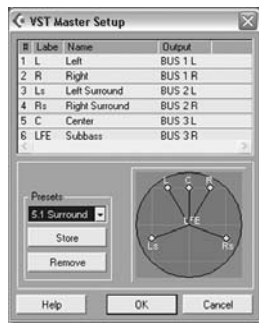 VST Master Setup
# Labe Name Output
1 L Left BUS 1 L
2 R Right BUS 1 R
3 Ls Left Surround BUS 2 L
4 Rs Right Surround BUS 2 R
5 C Center BUS 3 L
6 LFE Subbass BUS 3 R
Presets
5.1 Surround
Store
Remove
L C R
LFE
Ls Rs
Help OK Cancel